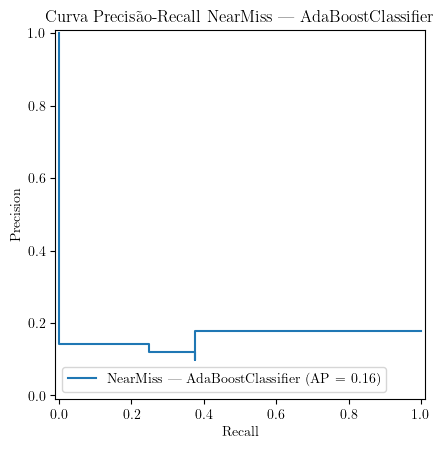 Curva Precisão-Recall NearMiss — AdaBoostClassifier
1.0
0.8
0.6
0.4
0.2
0.0
Precision
NearMiss — AdaBoostClassifier (AP = 0.16)
0.0 0.2 0.4 0.6 0.8 1.0
Recall